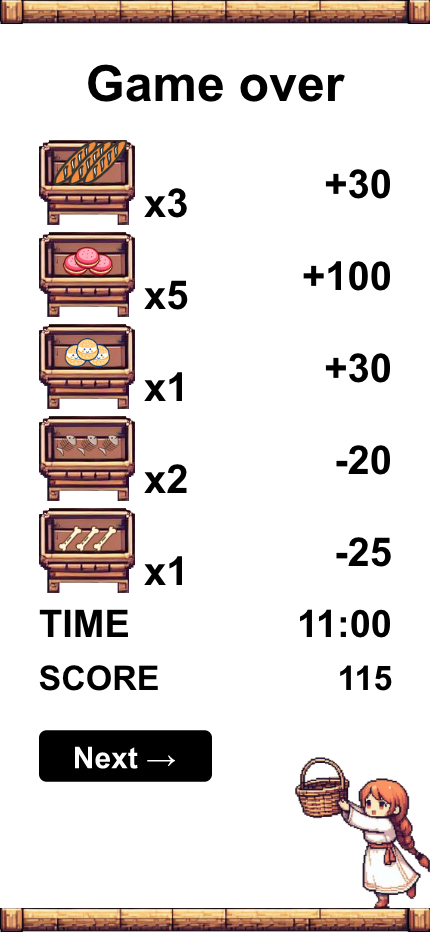 Game over
x3 +30
x5 +100
x1 +30
x2 -20
x1 -25
TIME 11:00
SCORE 115
Next →